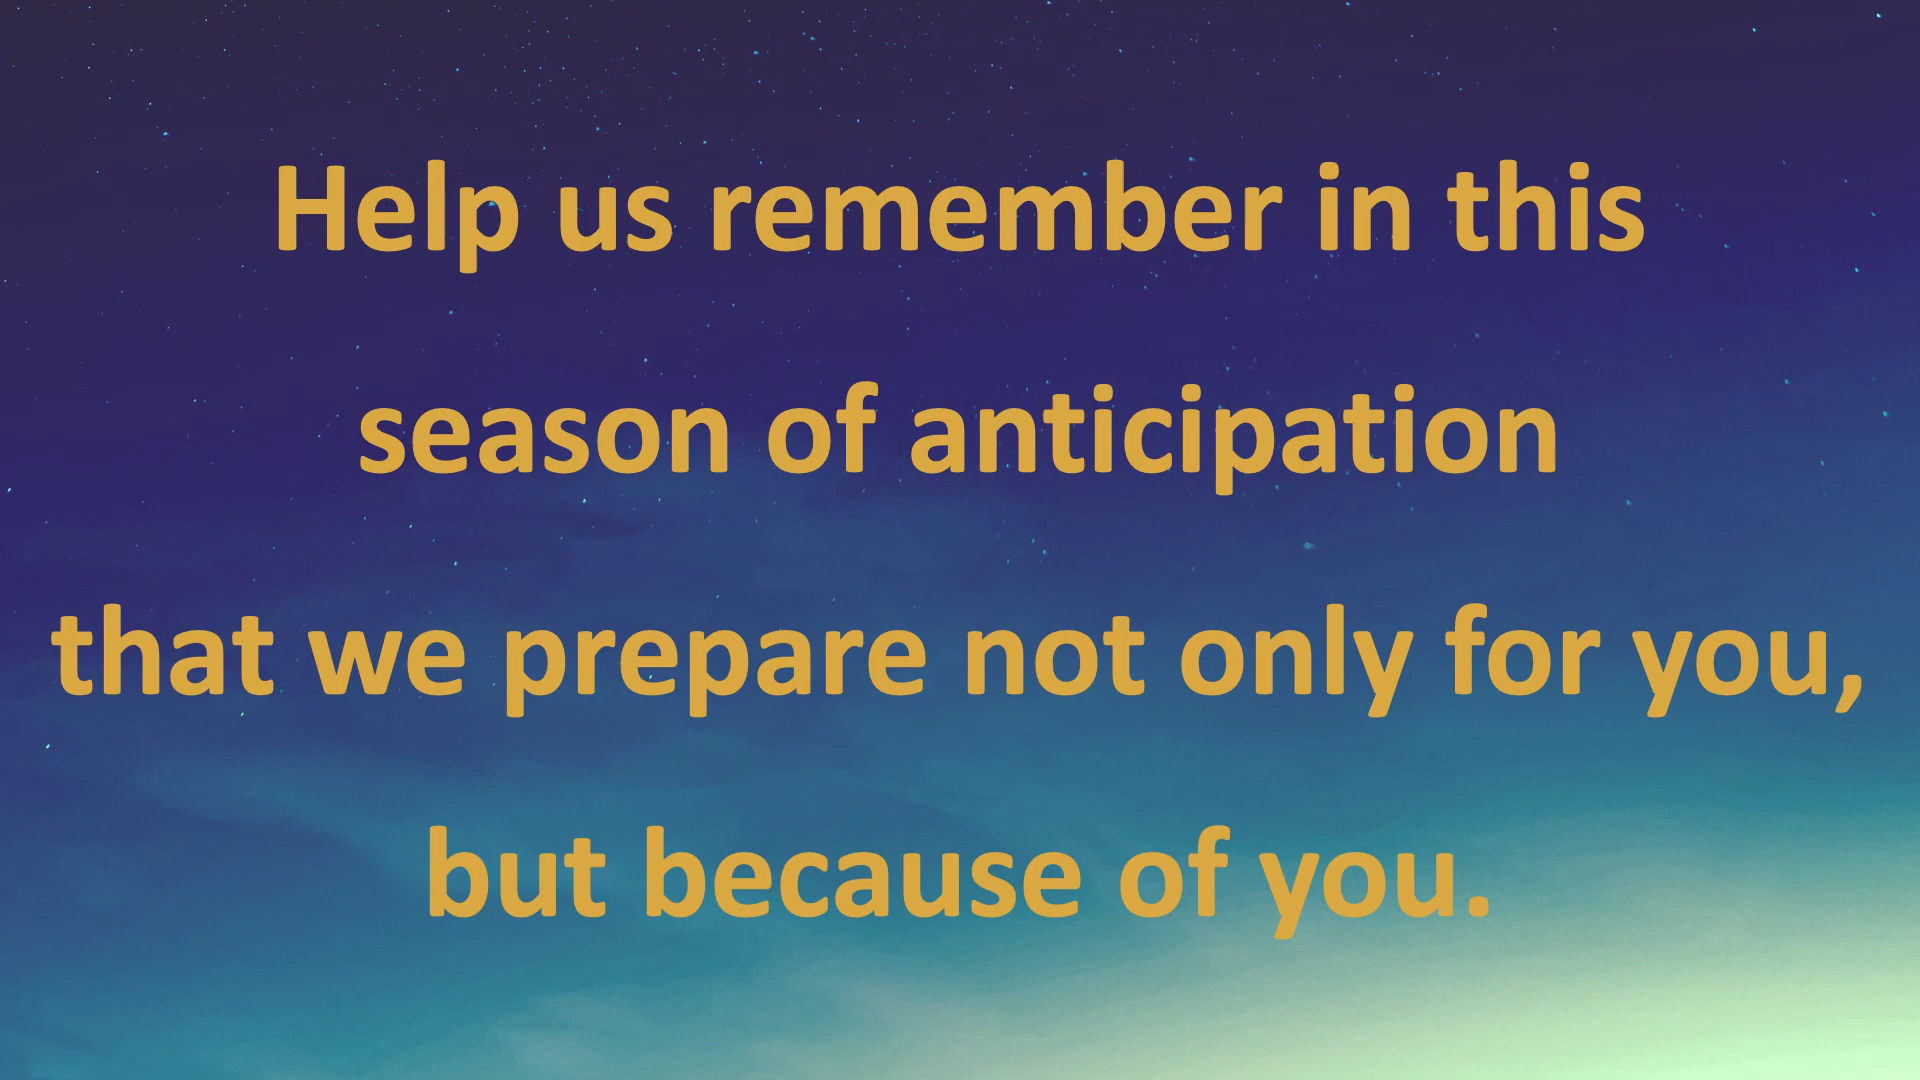 Help us remember in this
season of anticipation
that we prepare not only for you,
but because of you.